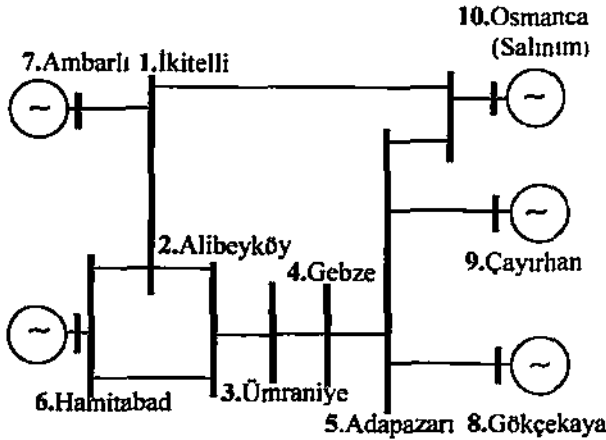 10.Osmanca
(Salınım)
7.Ambarlı 1.İkitelli
~
~
2.Alibeyköy
4.Gebze
~
9.Çayırhan
~
~
6.Hamitabad
3.Ümraniye
5.Adapazarı 8.Gökçekaya